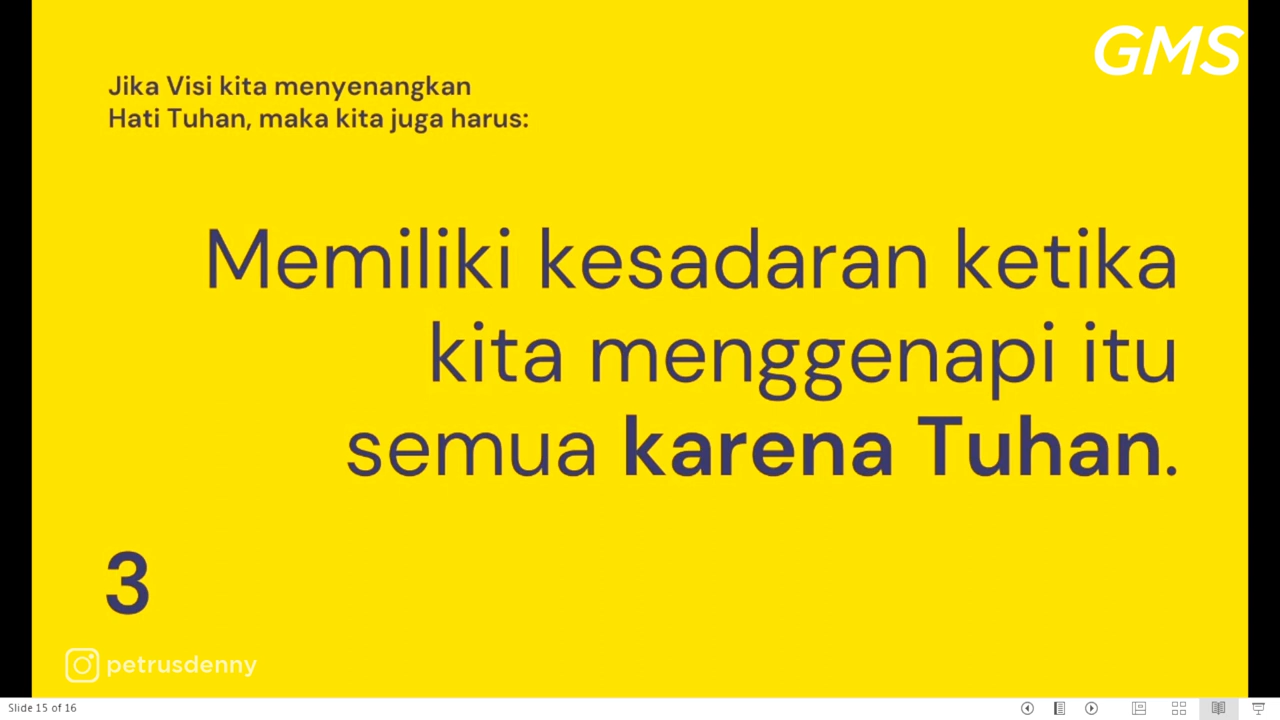 GMS
Jika Visi kita menyenangkan
Hati Tuhan, maka kita juga harus:
Memiliki kesadaran ketika
kita menggenapi itu
semua karena Tuhan.
3
petrusdenny
Slide 15 of 16